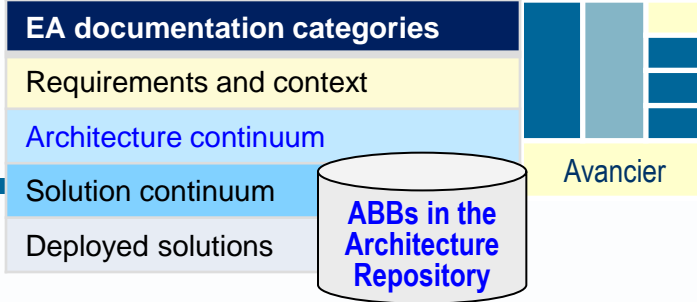 EA documentation categories
Requirements and context
Architecture continuum
Solution continuum
Deployed solutions
ABBs in the
Architecture
Repository
Avancier